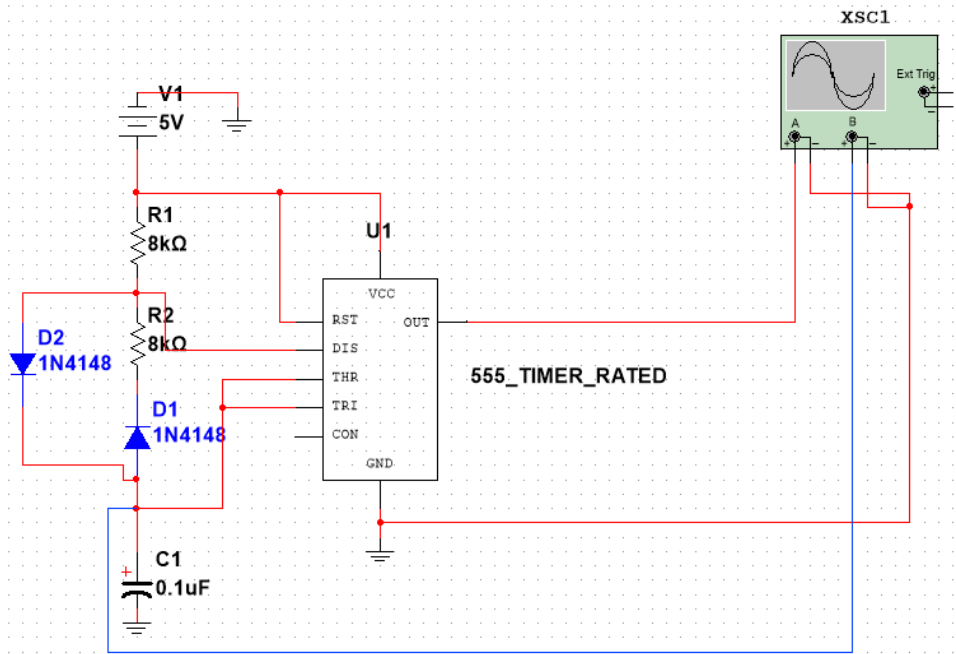 XSC1
Ext Trig
+
−
A
B
+
−
+
−
V1
5V
R1
8kΩ
U1
VCC
R2
8kΩ
RST
OUT
DIS
D2
1N4148
THR
555_TIMER_RATED
TRI
D1
1N4148
CON
GND
C1
+
0.1uF